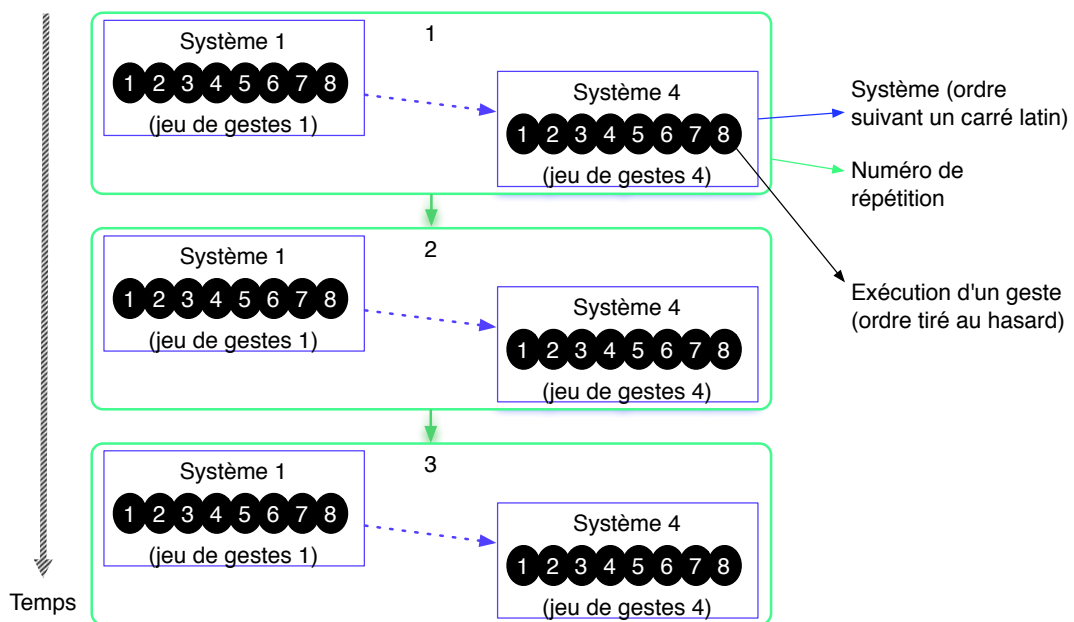 1
Système 1
1 2 3 4 5 6 7 8
(jeu de gestes 1)
Système 4
1 2 3 4 5 6 7 8
(jeu de gestes 4)
Système (ordre
suivant un carré latin)
Numéro de
répétition
Exécution d'un geste
(ordre tiré au hasard)
2
Système 1
1 2 3 4 5 6 7 8
(jeu de gestes 1)
Système 4
1 2 3 4 5 6 7 8
(jeu de gestes 4)
3
Système 1
1 2 3 4 5 6 7 8
(jeu de gestes 1)
Système 4
1 2 3 4 5 6 7 8
(jeu de gestes 4)
Temps